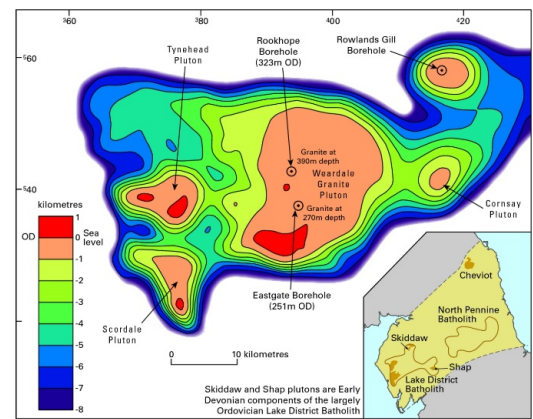 380
400
420
560
540
Tynehead
Pluton
Rookhope
Borehole
(323m OD)
Rowlands Gill
Borehole
Granite at
390m depth
Weardale
Granite
Pluton
Granite at
270m depth
Cornsay
Pluton
kilometres
OD
1
0
-1
-2
-3
-4
-5
-6
-7
-8
Sea
level
Scordale
Pluton
Eastgate Borehole
(251m OD)
0
10 kilometres
Skiddaw and Shap plutons are Early
Devonian components of the largely
Ordovician Lake District Batholith
Cheviot
North Pennine
Batholith
Skiddaw
Shap
Lake District
Batholith